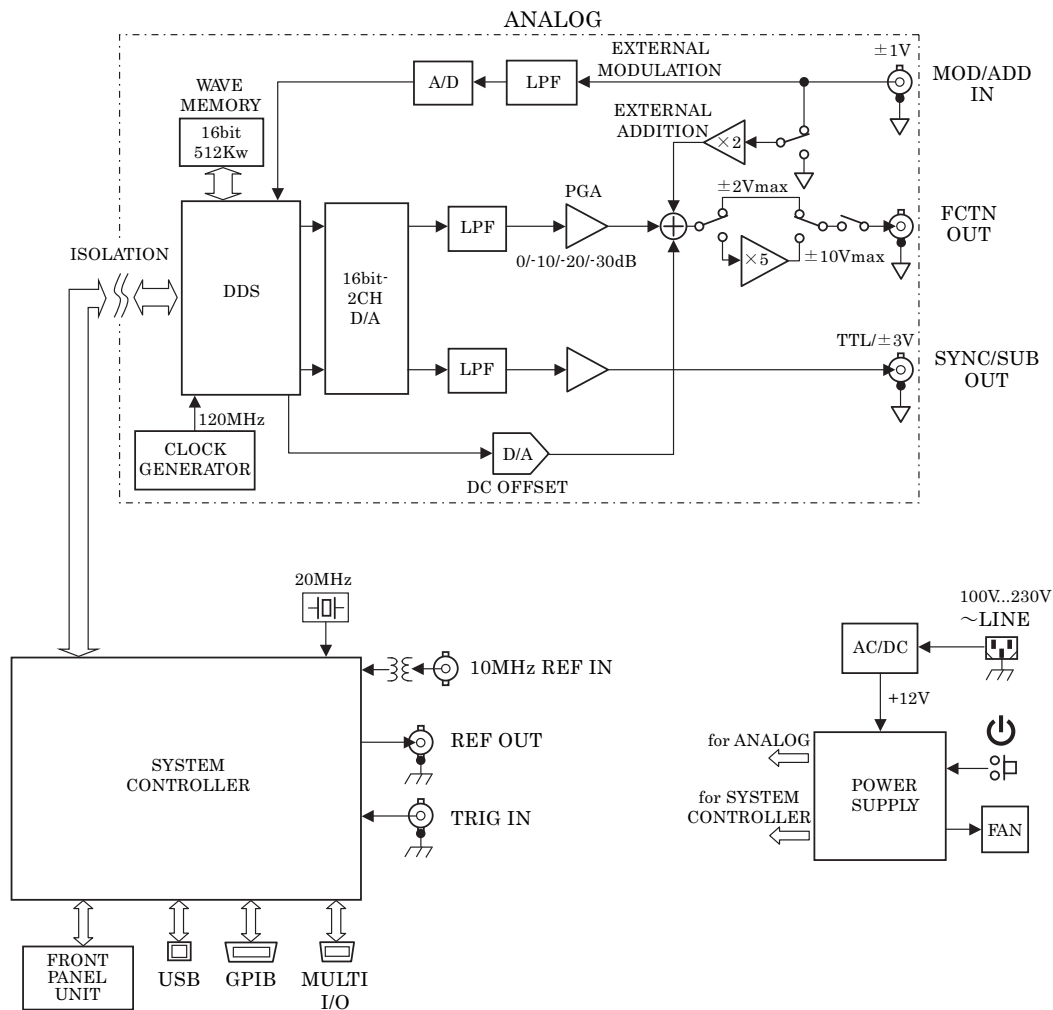 ANALOG
±1V
MOD/ADD
IN
EXTERNAL
MODULATION
A/D
LPF
WAVE
MEMORY
16bit
512Kw
EXTERNAL
ADDITION
×2
±2Vmax
PGA
FCTN
OUT
LPF
0/-10/-20/-30dB
×5
±10Vmax
ISOLATION
DDS
16bit-
2CH
D/A
TTL/±3V
SYNC/SUB
OUT
LPF
120MHz
CLOCK
GENERATOR
D/A
DC OFFSET
20MHz
100V...230V
～LINE
AC/DC
10MHz REF IN
+12V
REF OUT
for ANALOG
SYSTEM
CONTROLLER
POWER
SUPPLY
for SYSTEM
CONTROLLER
TRIG IN
FAN
FRONT
PANEL
UNIT
USB
GPIB
MULTI
I/O